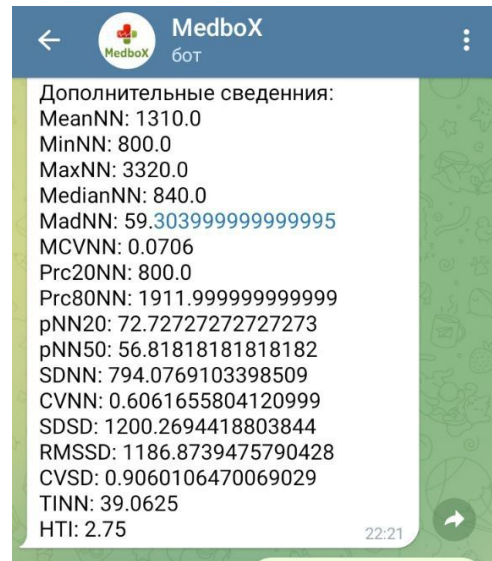 MedboX
MedboX
бот
Дополнительные сведенния:
MeanNN: 1310.0
MinNN: 800.0
MaxNN: 3320.0
MedianNN: 840.0
MadNN: 59.303999999999995
MCVNN: 0.0706
Prc20NN: 800.0
Prc80NN: 1911.999999999999
pNN20: 72.72727272727273
pNN50: 56.81818181818182
SDNN: 794.0769103398509
CVNN: 0.6061655804120999
SDSD: 1200.2694418803844
RMSSD: 1186.8739475790428
CVSD: 0.9060106470069029
TINN: 39.0625
HTI: 2.75
22:21